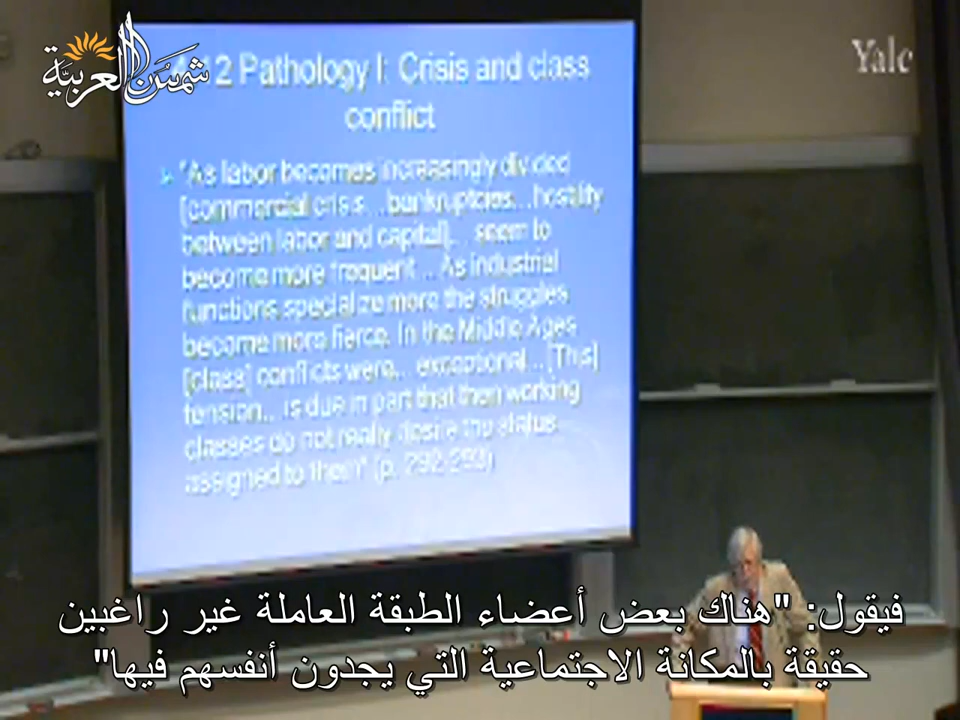 شمس العربية
Yale
2 Pathology I: Crisis and class
conflict
"As labor becomes increasingly divided
[commercial crisis...bankruptcies...hostility
between labor and capital]... seem to
become more frequent... As industrial
functions specialize more the struggles
become more fierce. In the Middle Ages
[class] conflicts were... exceptional...[This]
tension... is due in part that then working
classes do not really desire the status
assigned to them" (p. 292-293)
فيقول: "هناك بعض أعضاء الطبقة العاملة غير راغبين
حقيقة بالمكانة الاجتماعية التي يجدون أنفسهم فيها"